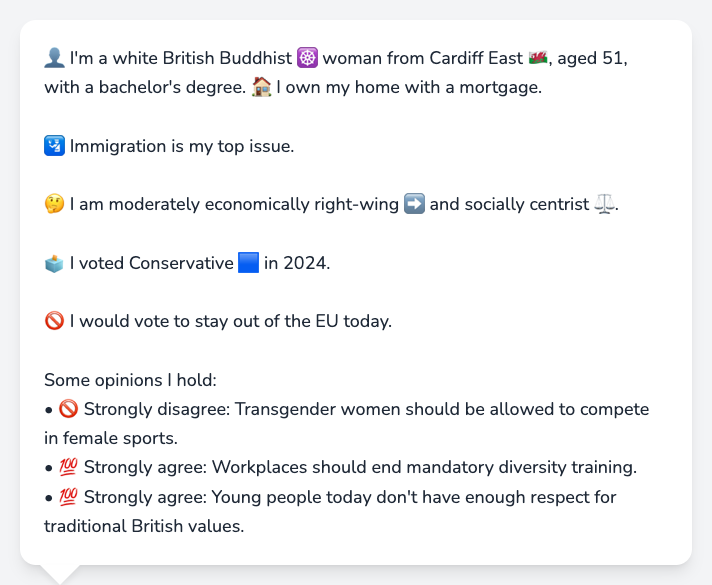 👤 I'm a white British Buddhist ☸️ woman from Cardiff East 🏴󠁧󠁢󠁷󠁬󠁳󠁿, aged 51,
with a bachelor's degree. 🏠 I own my home with a mortgage.
🛂 Immigration is my top issue.
🤔 I am moderately economically right-wing ➡️ and socially centrist ⚖️.
🗳️ I voted Conservative 🟦 in 2024.
🚫 I would vote to stay out of the EU today.
Some opinions I hold:
• 🚫 Strongly disagree: Transgender women should be allowed to compete
in female sports.
• 💯 Strongly agree: Workplaces should end mandatory diversity training.
• 💯 Strongly agree: Young people today don't have enough respect for
traditional British values.